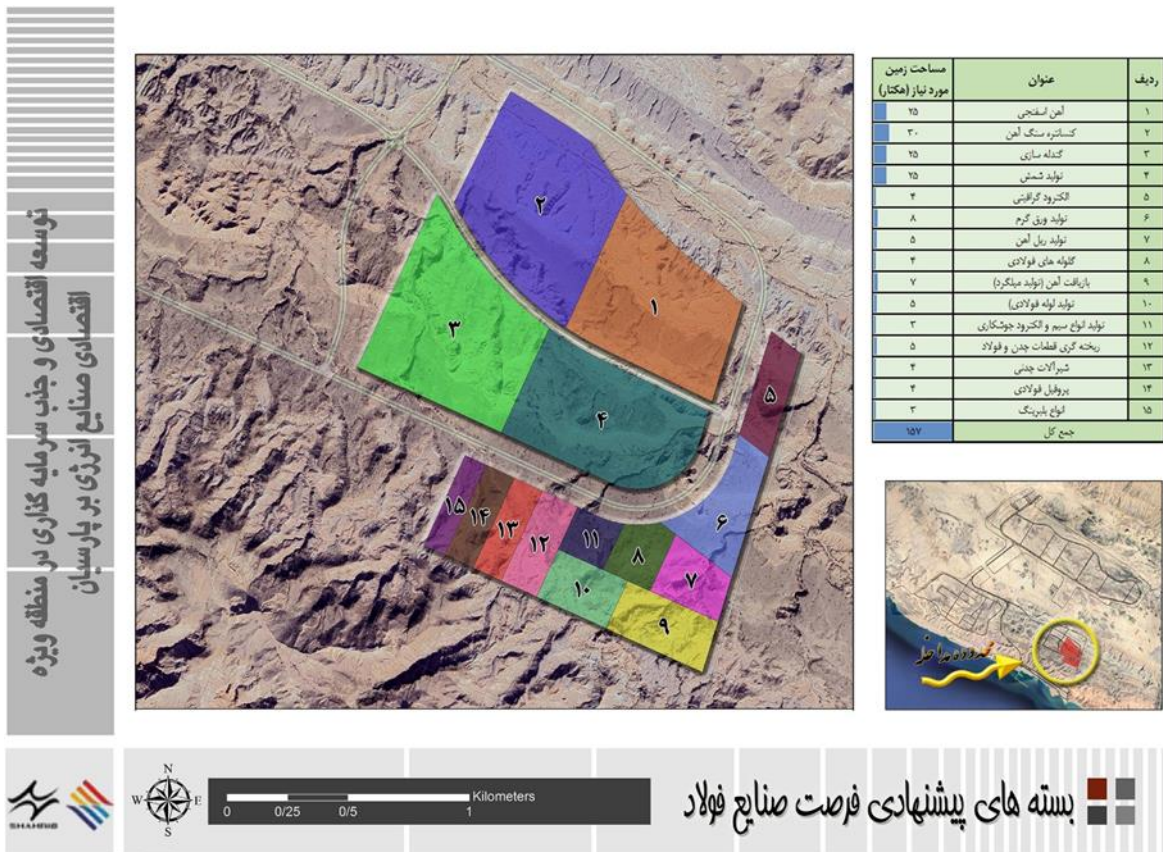 توسعه اقتصادی و جذب سرمایه گذاری در منطقه ویژه
اقتصادی صنایع انرژی بر پارسیان
ردیف عنوان مساحت زمین مورد نیاز (هکتار)
۱ آهن اسفنجی ۲۵
۲ کنسانتره سنگ آهن ۳۰
۳ گندله سازی ۲۵
۴ تولید شمش ۲۵
۵ الکترود گرافیتی ۴
۶ تولید ورق گرم ۸
۷ تولید ریل آهن ۵
۸ گلوله های فولادی ۴
۹ بازیافت آهن (تولید میلگرد) ۷
۱۰ تولید لوله فولادی) ۵
۱۱ تولید انواع سیم و الکترود جوشکاری ۳
۱۲ ریخته گری قطعات چدن و فولاد ۵
۱۳ شیرآلات چدنی ۴
۱۴ پروفیل فولادی ۴
۱۵ انواع بلبرینگ ۳
جمع کل ۱۵۷
۲
۱
۳
۴
۵
۶
۷
۸
۹
۱۰
۱۱
۱۲
۱۳
۱۴
۱۵
محدوده مداخله
بسته های پیشنهادی فرصت صنایع فولاد
N
W E
S
0 0/25 0/5 1 Kilometers
SHAHRB